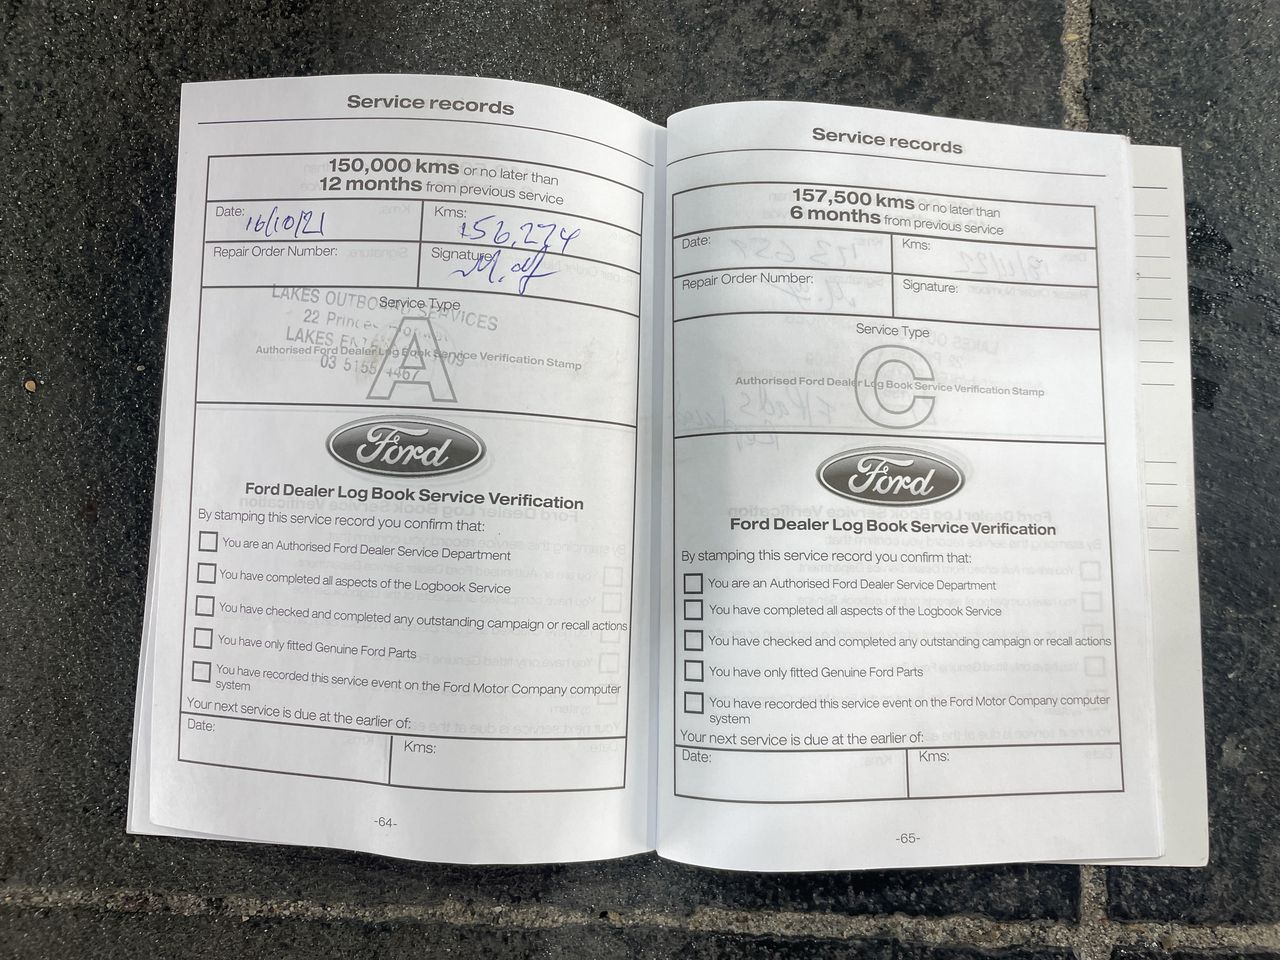 Service records
150,000 kms or no later than
12 months from previous service
Date: 16/10/21
Kms: 156,274
Repair Order Number:
Signature:
Service Type
A
LAKES OUTBOARD SERVICES
22 Princes
LAKES
03 5155 4467
Authorised Ford Dealer Log Book Service Verification Stamp
Ford
Ford Dealer Log Book Service Verification
By stamping this service record you confirm that:
You are an Authorised Ford Dealer Service Department
You have completed all aspects of the Logbook Service
You have checked and completed any outstanding campaign or recall actions
You have only fitted Genuine Ford Parts
You have recorded this service event on the Ford Motor Company computer
system
Your next service is due at the earlier of:
Date:
Kms:
-64-
Service records
157,500 kms or no later than
6 months from previous service
Date:
Kms:
Repair Order Number:
Signature:
Service Type
C
Authorised Ford Dealer Log Book Service Verification Stamp
Ford
Ford Dealer Log Book Service Verification
By stamping this service record you confirm that:
You are an Authorised Ford Dealer Service Department
You have completed all aspects of the Logbook Service
You have checked and completed any outstanding campaign or recall actions
You have only fitted Genuine Ford Parts
You have recorded this service event on the Ford Motor Company computer
system
Your next service is due at the earlier of:
Date:
Kms:
-65-